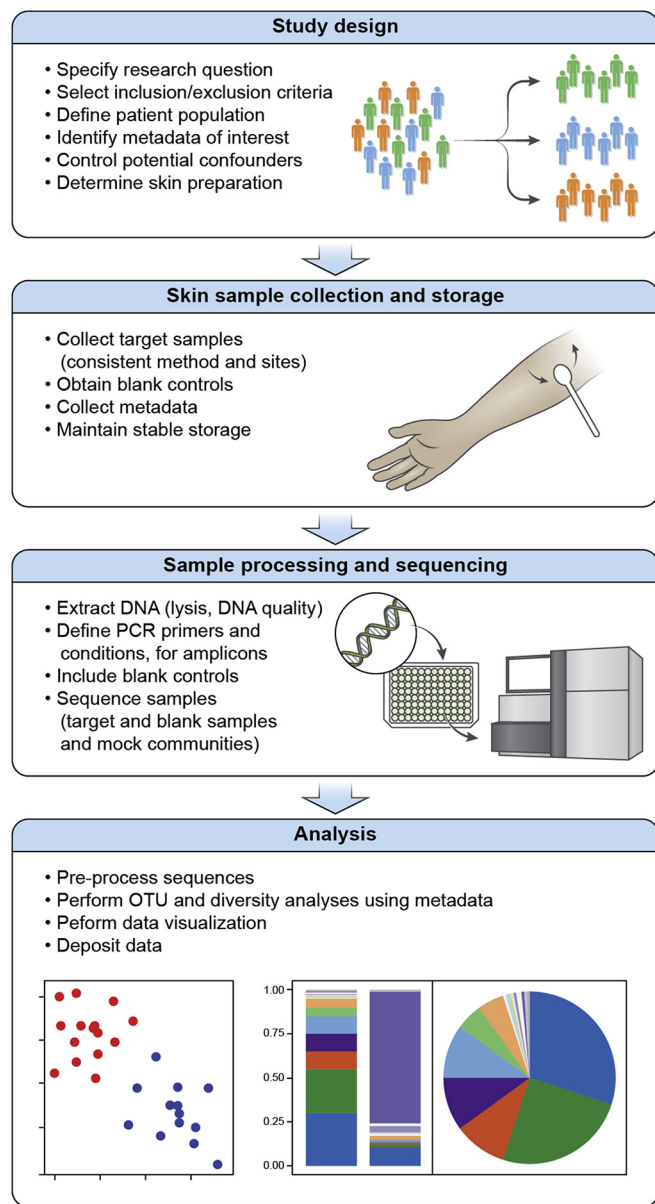 Study design
• Specify research question
• Select inclusion/exclusion criteria
• Define patient population
• Identify metadata of interest
• Control potential confounders
• Determine skin preparation
Skin sample collection and storage
• Collect target samples
(consistent method and sites)
• Obtain blank controls
• Collect metadata
• Maintain stable storage
Sample processing and sequencing
• Extract DNA (lysis, DNA quality)
• Define PCR primers and
conditions, for amplicons
• Include blank controls
• Sequence samples
(target and blank samples
and mock communities)
Analysis
• Pre-process sequences
• Perform OTU and diversity analyses using metadata
• Peform data visualization
• Deposit data
1.00
0.75
0.50
0.25
0.00